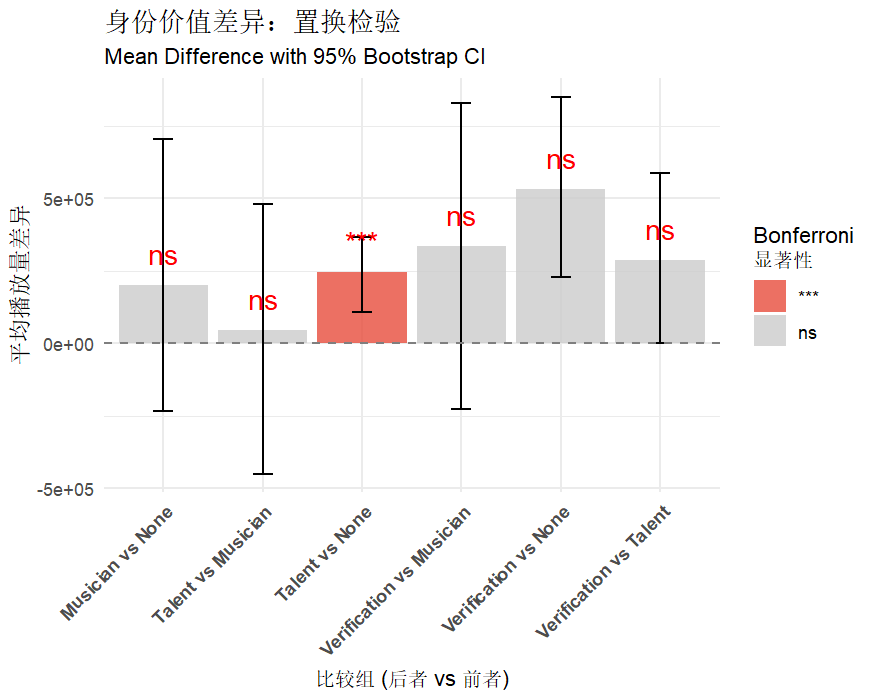 身份价值差异：置换检验
Mean Difference with 95% Bootstrap CI
平均播放量差异
5e+05
0e+00
-5e+05
ns
ns
***
ns
ns
ns
Musician vs None
Talent vs Musician
Talent vs None
Verification vs Musician
Verification vs None
Verification vs Talent
比较组 (后者 vs 前者)
Bonferroni
显著性
***
ns